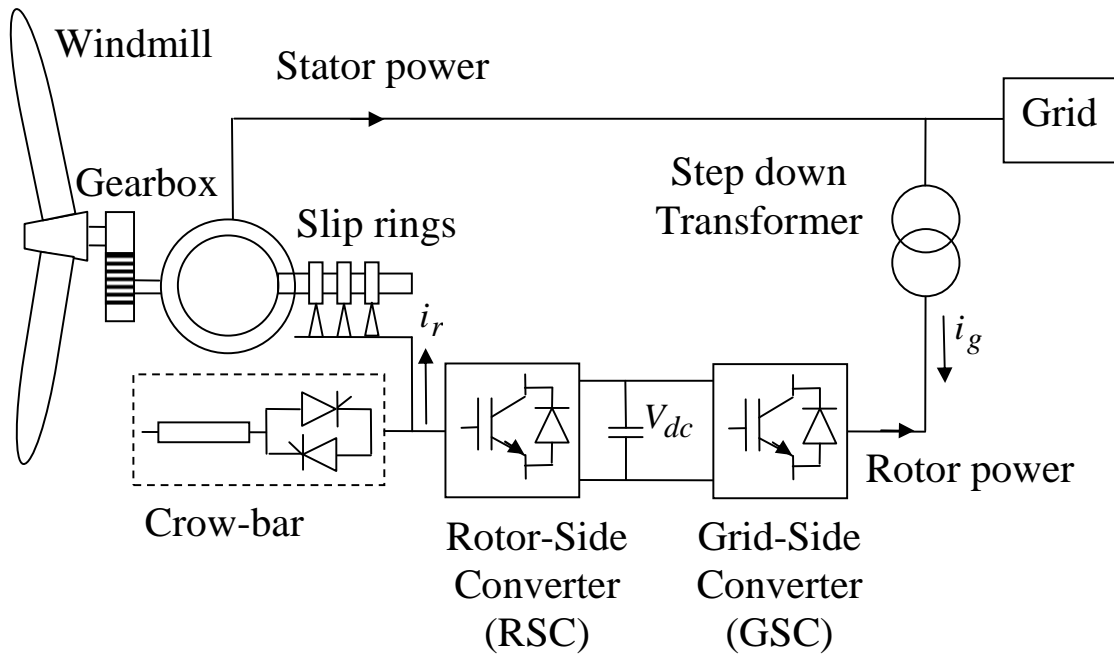 Windmill
Stator power
Grid
Gearbox
Step down
Transformer
Slip rings
i_r
i_g
V_dc
Rotor power
Crow-bar
Rotor-Side
Converter
(RSC)
Grid-Side
Converter
(GSC)